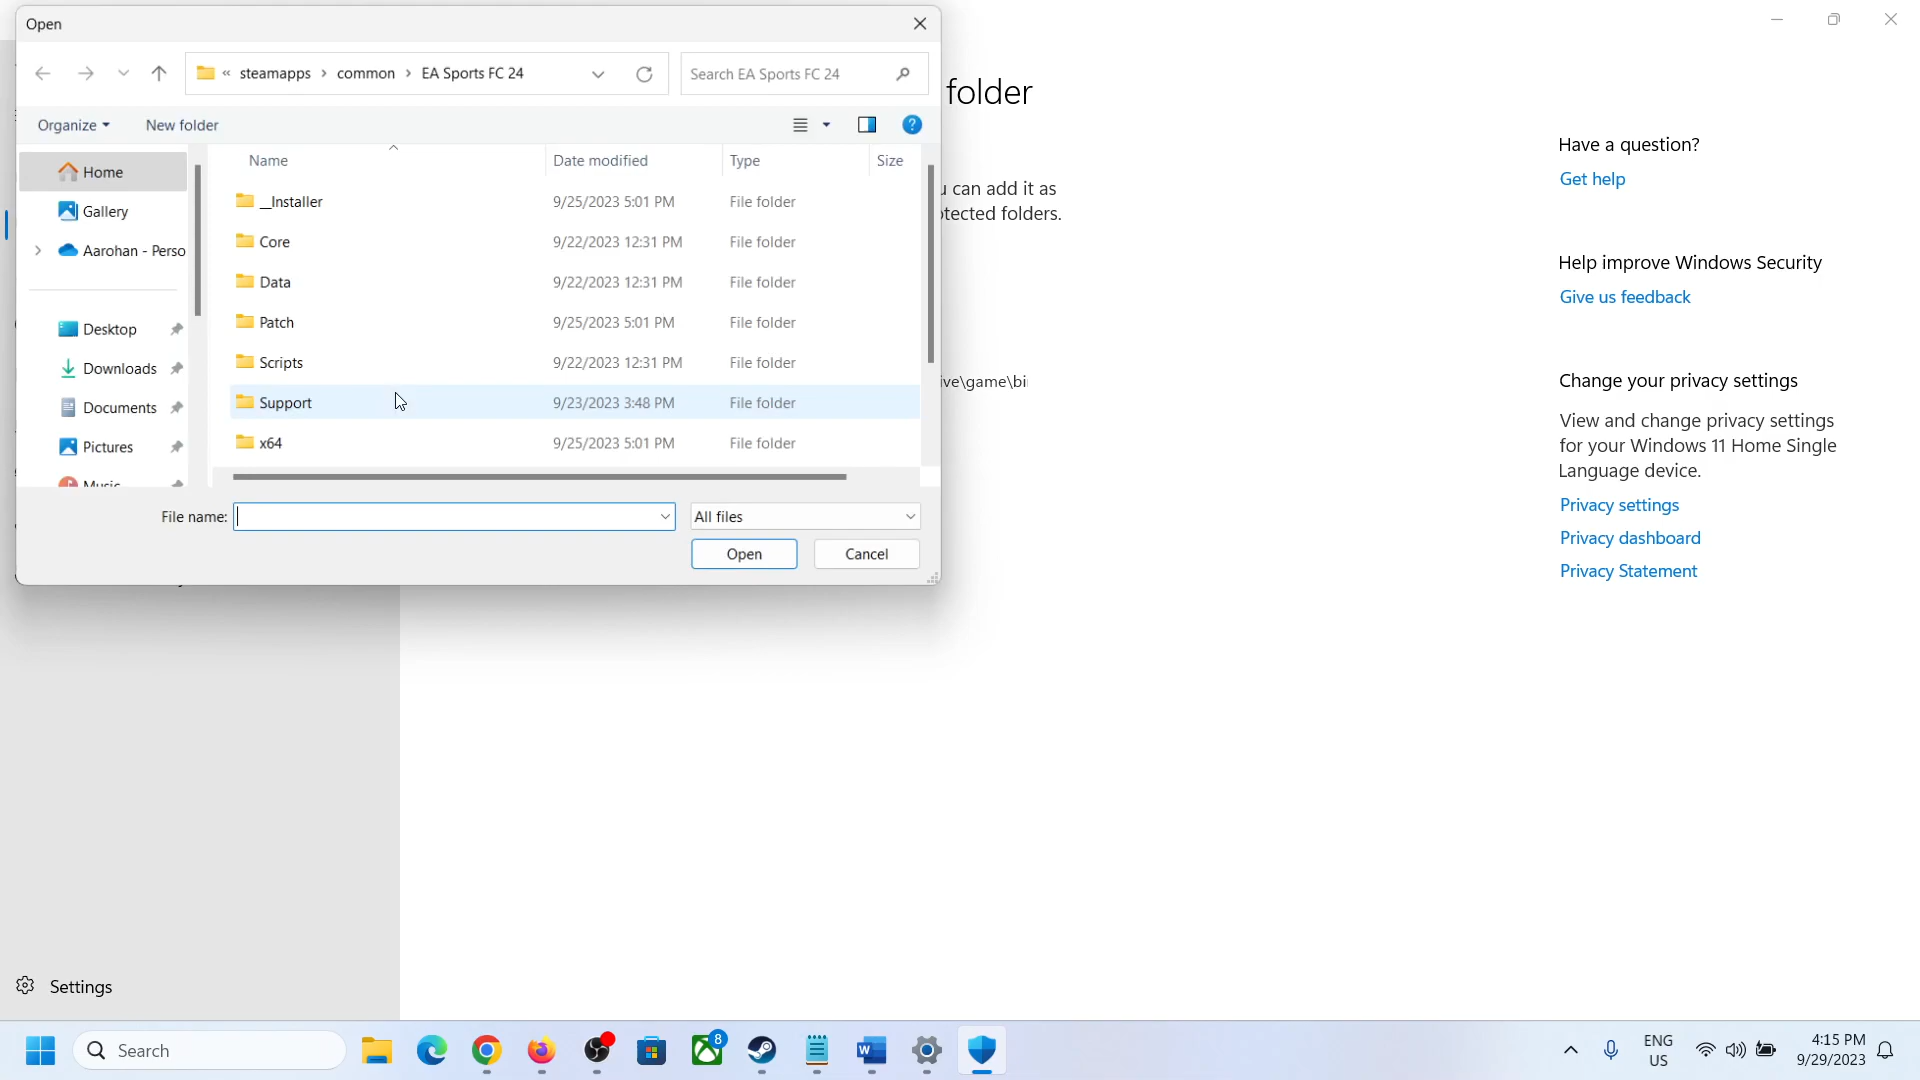 Open
« steamapps › common › EA Sports FC 24
Search EA Sports FC 24
Organize
New folder
Home
Gallery
Aarohan - Perso
Desktop
Downloads
Documents
Pictures
Music
Name
Date modified
Type
Size
__Installer 9/25/2023 5:01 PM File folder
Core 9/22/2023 12:31 PM File folder
Data 9/22/2023 12:31 PM File folder
Patch 9/25/2023 5:01 PM File folder
Scripts 9/22/2023 12:31 PM File folder
Support 9/23/2023 3:48 PM File folder
x64 9/25/2023 5:01 PM File folder
File name:
All files
Open
Cancel
folder
can add it as
tected folders.
ive\game\bi
Have a question?
Get help
Help improve Windows Security
Give us feedback
Change your privacy settings
View and change privacy settings
for your Windows 11 Home Single
Language device.
Privacy settings
Privacy dashboard
Privacy Statement
Settings
Search
8
ENG
US
4:15 PM
9/29/2023